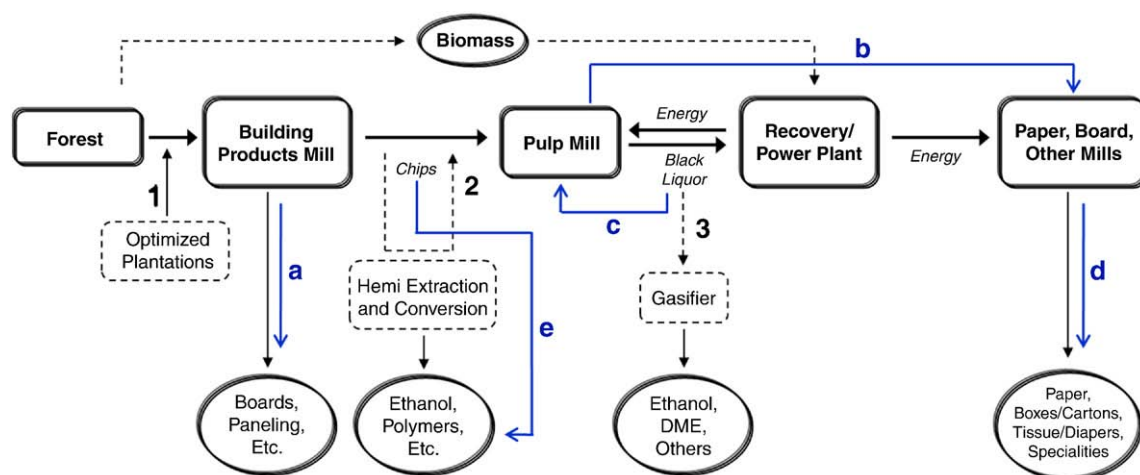 Biomass
b
Forest
Building
Products Mill
Pulp Mill
Energy
Black
Liquor
Recovery/
Power Plant
Energy
Paper, Board,
Other Mills
1
Optimized
Plantations
a
Chips
2
Hemi Extraction
and Conversion
e
c
3
Gasifier
d
Boards,
Paneling,
Etc.
Ethanol,
Polymers,
Etc.
Ethanol,
DME,
Others
Paper,
Boxes/Cartons,
Tissue/Diapers,
Specialities